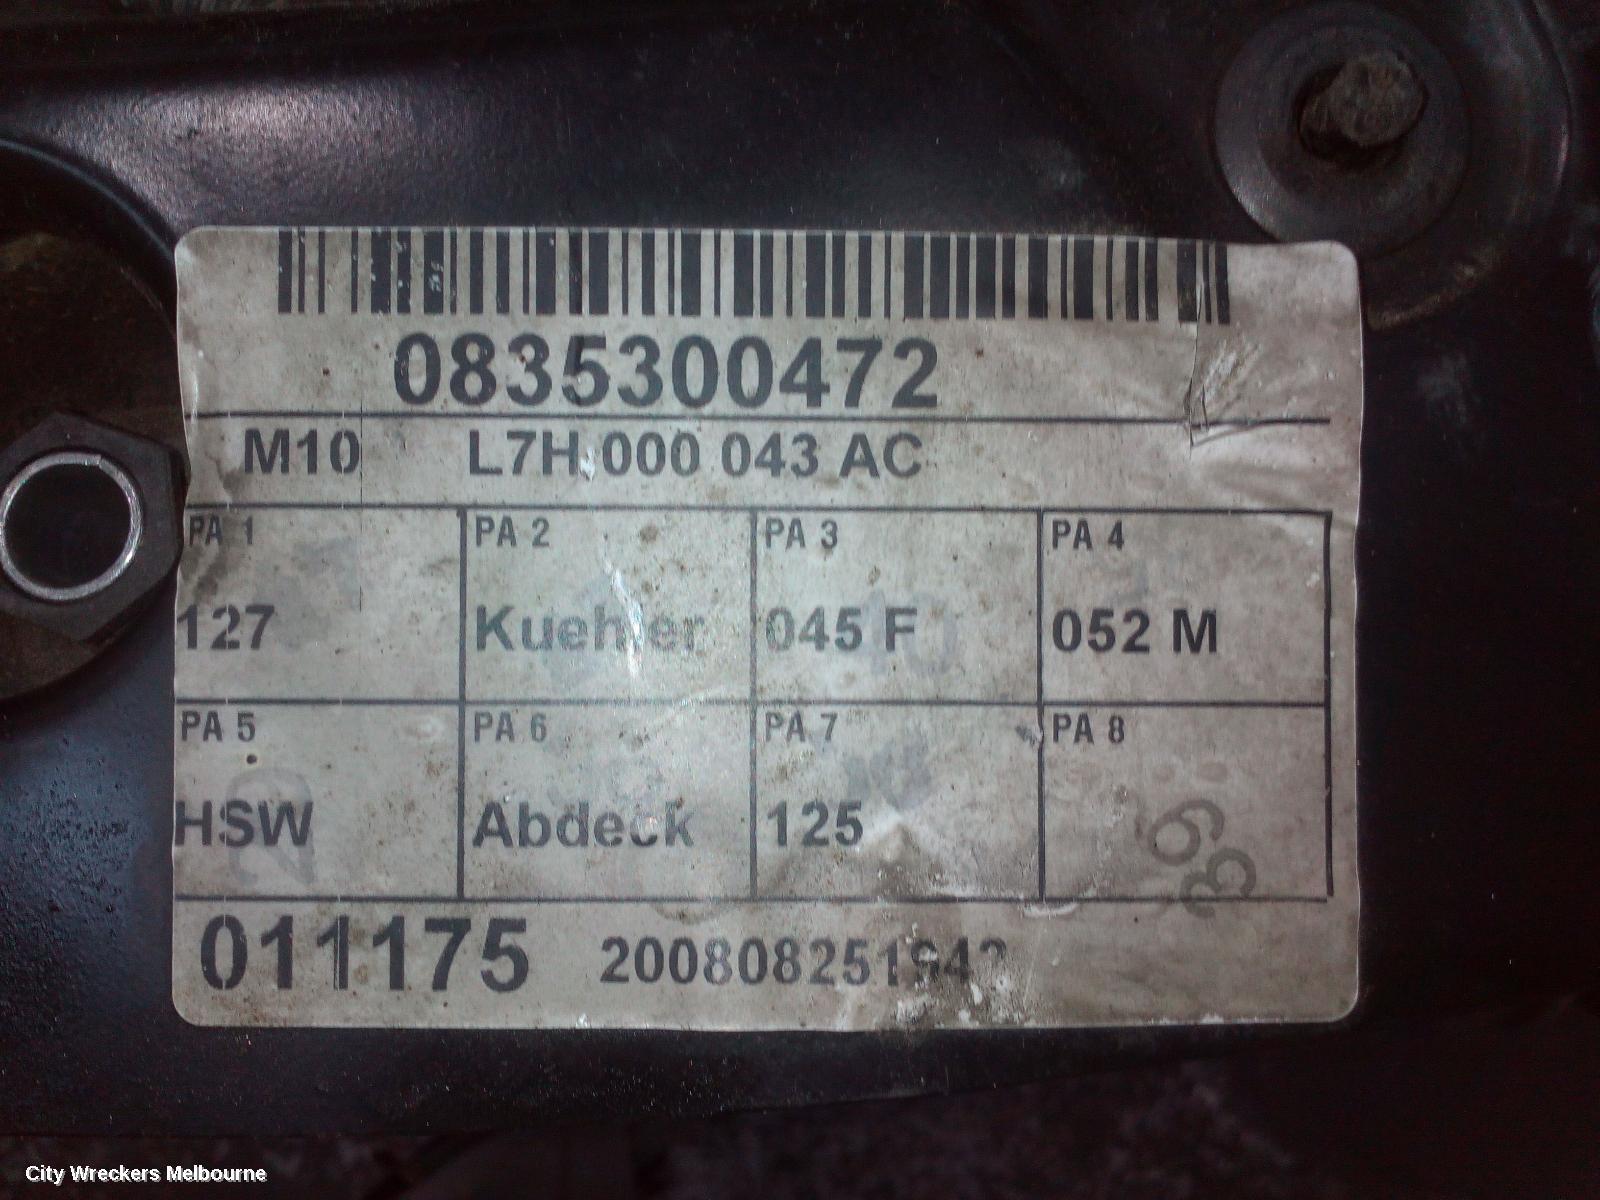 0835300472
M10 L7H 000 043 AC
PA 1 PA 2 PA 3 PA 4
127 Kuehler 045 F 052 M
PA 5 PA 6 PA 7 PA 8
HSW Abdeck 125
011175
City Wreckers Melbourne